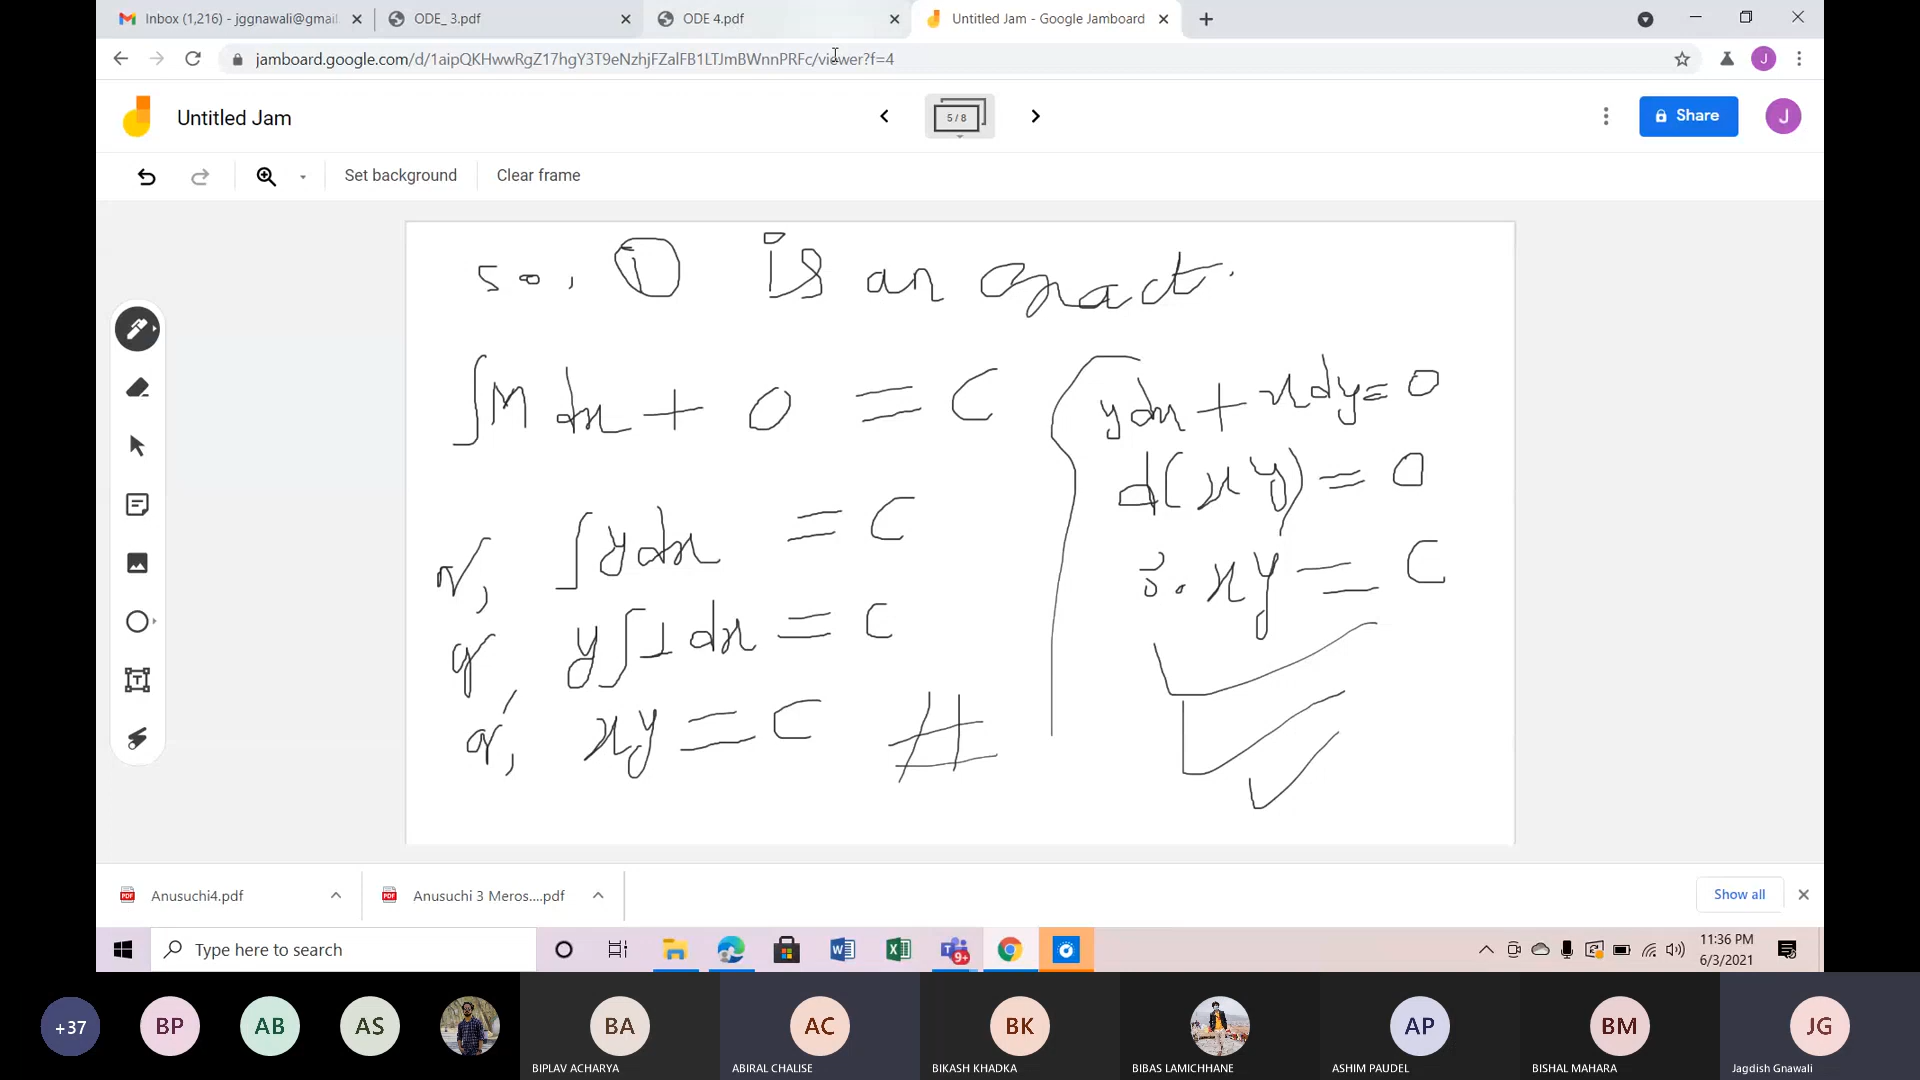 Inbox (1,216) - jggnawali@gmail. ODE_ 3.pdf ODE 4.pdf Untitled Jam - Google Jamboard
jamboard.google.com/d/1aipQKHwwRgZ17hgY3T9eNzhjFZalFB1LTJmBWnnPRFc/viewer?f=4
J
Untitled Jam
5 / 8
Share
J
Set background Clear frame
so, ① is an exact.
∫M dx + 0 = C
or, ∫y dx = C
or y∫1 dx = C
or, xy = C #
ydx + xdy = 0
d(xy) = 0
∴ xy = C
Anusuchi4.pdf Anusuchi 3 Meros....pdf Show all
Type here to search
9+
11:36 PM
6/3/2021
+37 BP AB AS BA AC BK AP BM JG
BIPLAV ACHARYA ABIRAL CHALISE BIKASH KHADKA BIBAS LAMICHHANE ASHIM PAUDEL BISHAL MAHARA Jagdish Gnawali